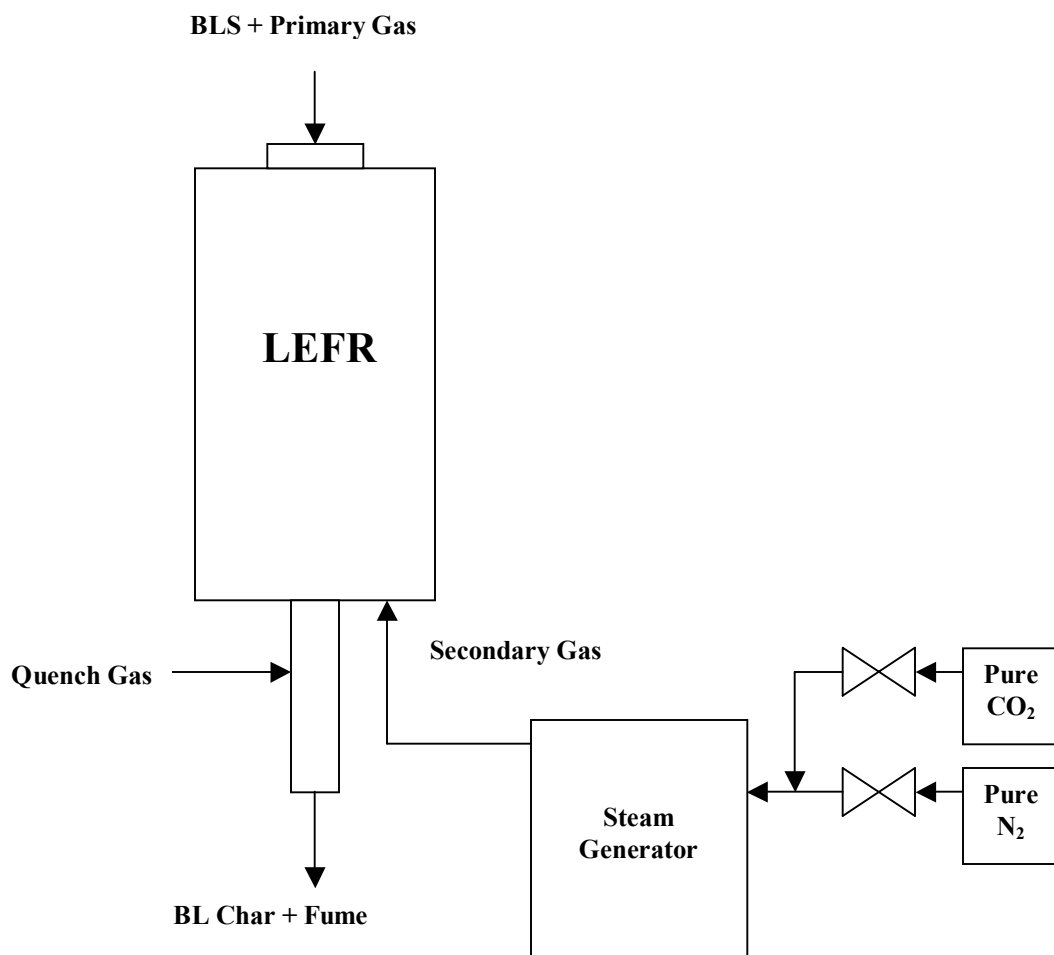 BLS + Primary Gas
LEFR
Secondary Gas
Quench Gas
Pure
CO₂
Pure
N₂
Steam
Generator
BL Char + Fume